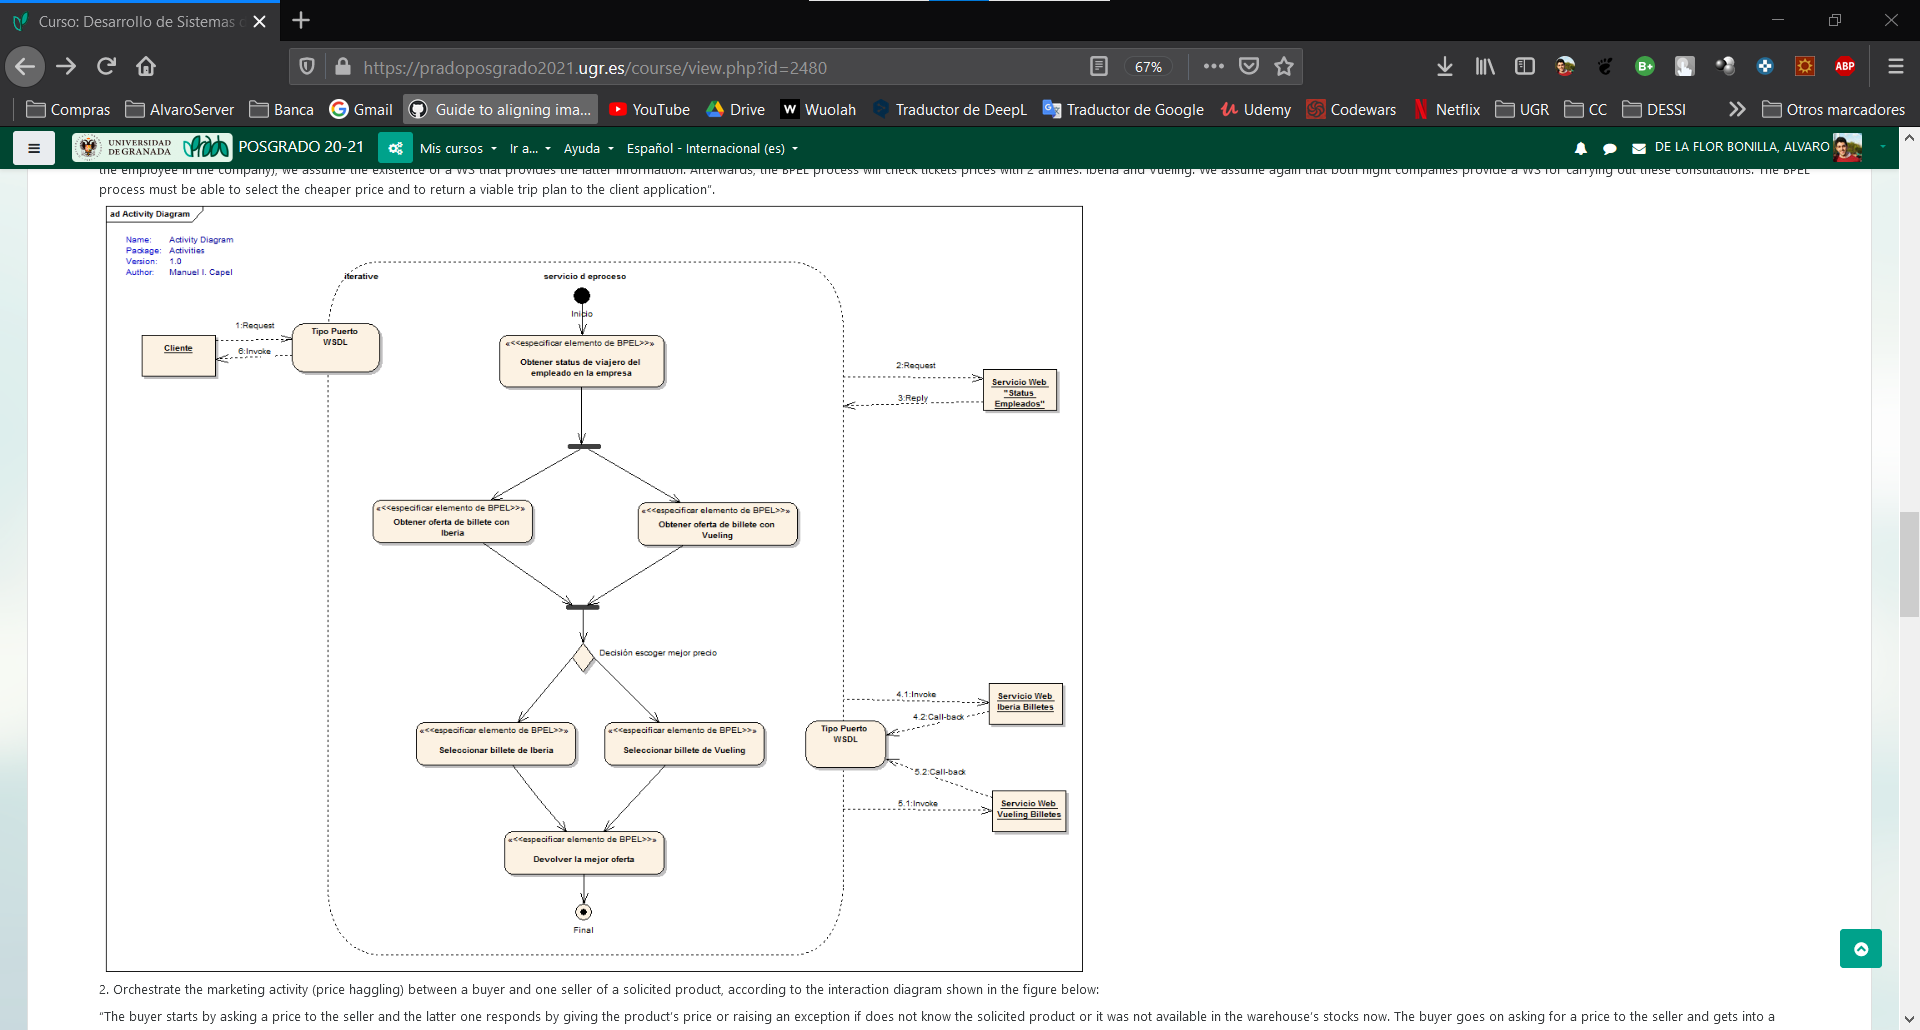 Curso: Desarrollo de Sistemas
https://pradoposgrado2021.ugr.es/course/view.php?id=2480
67%
Compras
AlvaroServer
Banca
Gmail
Guide to aligning ima...
YouTube
Drive
Wuolah
Traductor de DeepL
Traductor de Google
Udemy
Codewars
Netflix
UGR
CC
DESSI
Otros marcadores
UNIVERSIDAD DE GRANADA
POSGRADO 20-21
Mis cursos
Ir a...
Ayuda
Español - Internacional (es)
DE LA FLOR BONILLA, ALVARO
the employee in the company), we assume the existence of a WS that provides the latter information. Afterwards, the BPEL process will check tickets prices with 2 airlines: Iberia and Vueling. We assume again that both flight companies provide a WS for carrying out these consultations. The BPEL
process must be able to select the cheaper price and to return a viable trip plan to the client application".
ad Activity Diagram
Name: Activity Diagram
Package: Activities
Version: 1.0
Author: Manuel I. Capel
iterative
servicio d eproceso
Inicio
1:Request
6:Invoke
Cliente
Tipo Puerto
WSDL
«<<especificar elemento de BPEL>>»
Obtener status de viajero del
empleado en la empresa
2:Request
3:Reply
Servicio Web
"Status
Empleados"
«<<especificar elemento de BPEL>>»
Obtener oferta de billete con
Iberia
«<<especificar elemento de BPEL>>»
Obtener oferta de billete con
Vueling
Decisión escoger mejor precio
«<<especificar elemento de BPEL>>»
Seleccionar billete de Iberia
«<<especificar elemento de BPEL>>»
Seleccionar billete de Vueling
4.1:Invoke
4.2:Call-back
Servicio Web
Iberia Billetes
Tipo Puerto
WSDL
5.2:Call-back
5.1:Invoke
Servicio Web
Vueling Billetes
«<<especificar elemento de BPEL>>»
Devolver la mejor oferta
Final
2. Orchestrate the marketing activity (price haggling) between a buyer and one seller of a solicited product, according to the interaction diagram shown in the figure below:
"The buyer starts by asking a price to the seller and the latter one responds by giving the product's price or raising an exception if does not know the solicited product or it was not available in the warehouse's stocks now. The buyer goes on asking for a price to the seller and gets into a